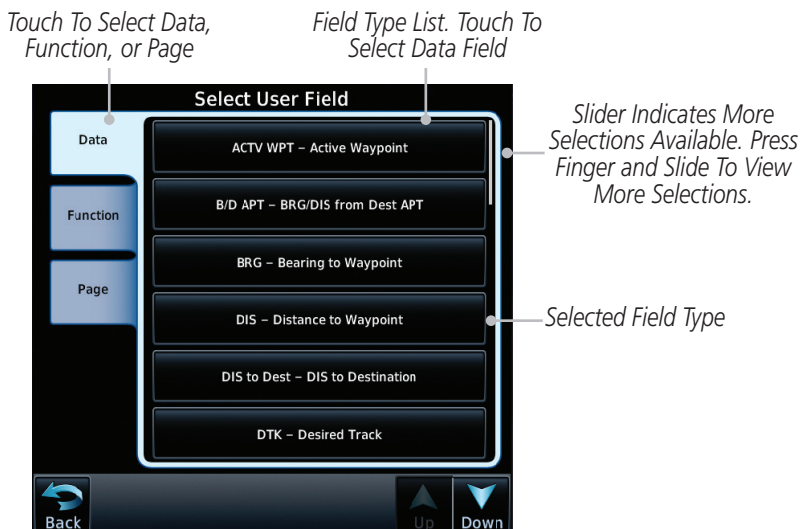 Touch To Select Data,
Function, or Page
Field Type List. Touch To
Select Data Field
Select User Field
Data
Function
Page
ACTV WPT – Active Waypoint
B/D APT – BRG/DIS from Dest APT
BRG – Bearing to Waypoint
DIS – Distance to Waypoint
DIS to Dest – DIS to Destination
DTK – Desired Track
Slider Indicates More
Selections Available. Press
Finger and Slide To View
More Selections.
Selected Field Type
Back
Up
Down